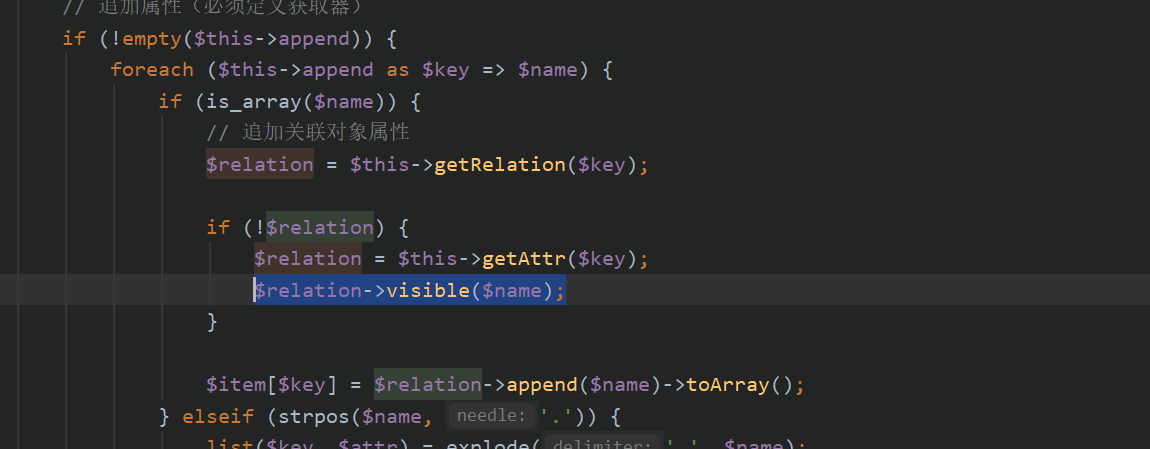 // 追加属性（必须定义获取器）
if (!empty($this->append)) {
foreach ($this->append as $key => $name) {
if (is_array($name)) {
// 追加关联对象属性
$relation = $this->getRelation($key);
if (!$relation) {
$relation = $this->getAttr($key);
$relation->visible($name);
}
$item[$key] = $relation->append($name)->toArray();
} elseif (strpos($name, needle: '.')) {
list($key, $attr) = explode( delimiter: '.', $name);